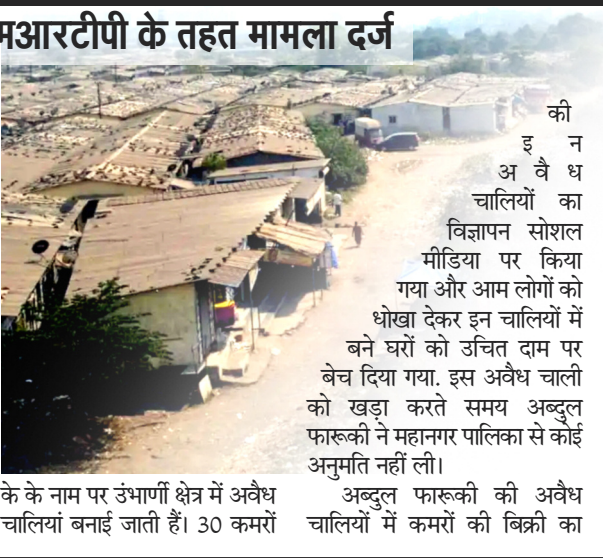 मआरटीपी के तहत मामला दर्ज
के के नाम पर उंभार्णी क्षेत्र में अवैध
चालियां बनाई जाती हैं। 30 कमरों
की
इ न
अ वै ध
चालियों का
विज्ञापन सोशल
मीडिया पर किया
गया और आम लोगों को
धोखा देकर इन चालियों में
बने घरों को उचित दाम पर
बेच दिया गया. इस अवैध चाली
को खड़ा करते समय अब्दुल
फारूकी ने महानगर पालिका से कोई
अनुमति नहीं ली।
अब्दुल फारूकी की अवैध
चालियों में कमरों की बिक्री का